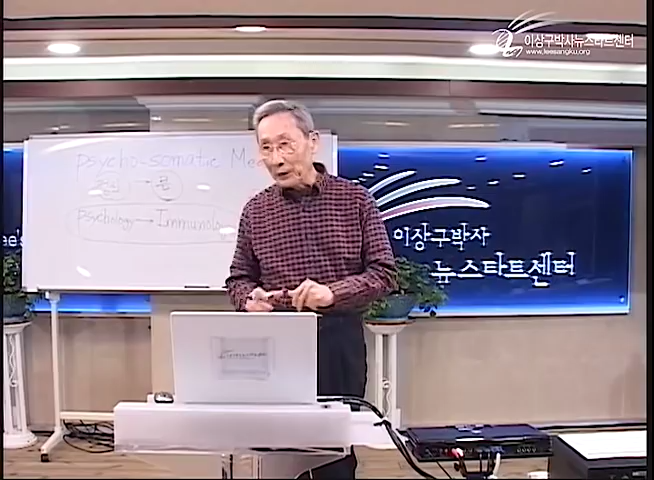 이상구박사뉴스타트센터
www.leesangku.org
psycho-somatic Me
psychology → Immunolog
이상구박사
뉴스타트센터